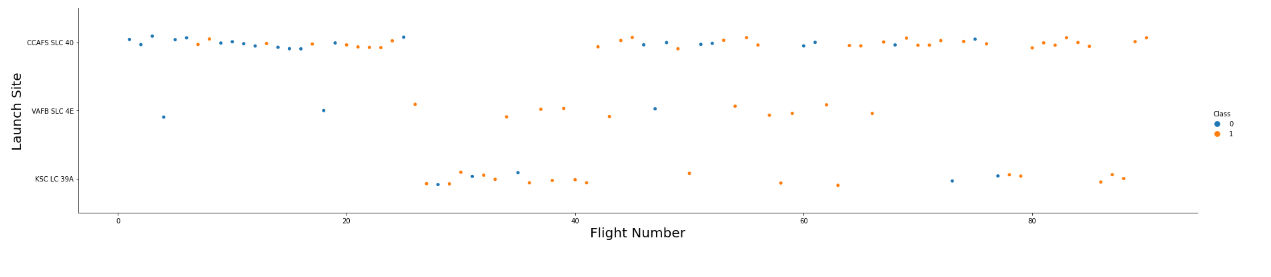 CCAFS SLC 40
VAFB SLC 4E
KSC LC 39A
Launch Site
0
20
40
60
80
Flight Number
Class
0
1